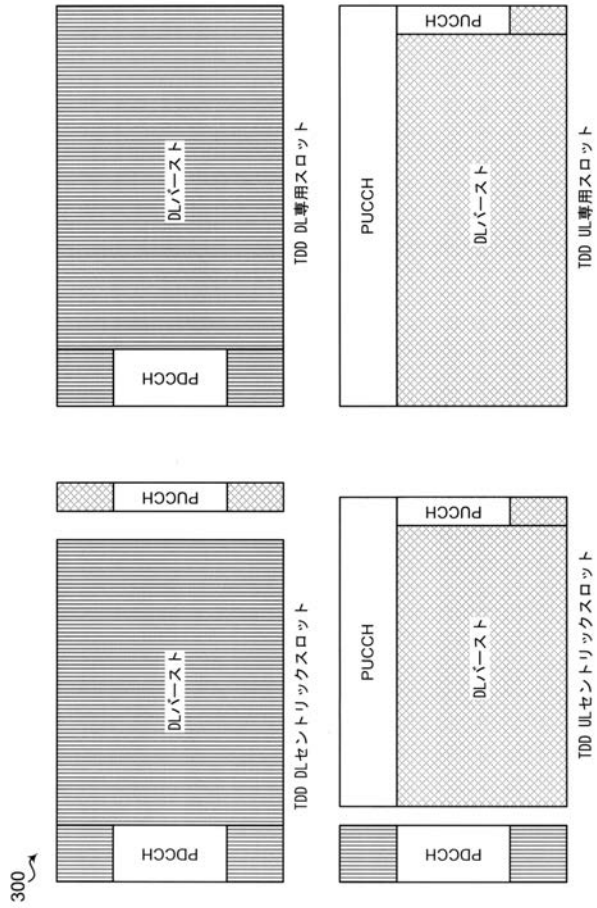 300
PDCCH
DLバースト
PUCCH
TDD DLセントリックスロット
PDCCH
DLバースト
TDD DL専用スロット
PDCCH
PUCCH
DLバースト
PUCCH
TDD ULセントリックスロット
PUCCH
DLバースト
PUCCH
TDD UL専用スロット